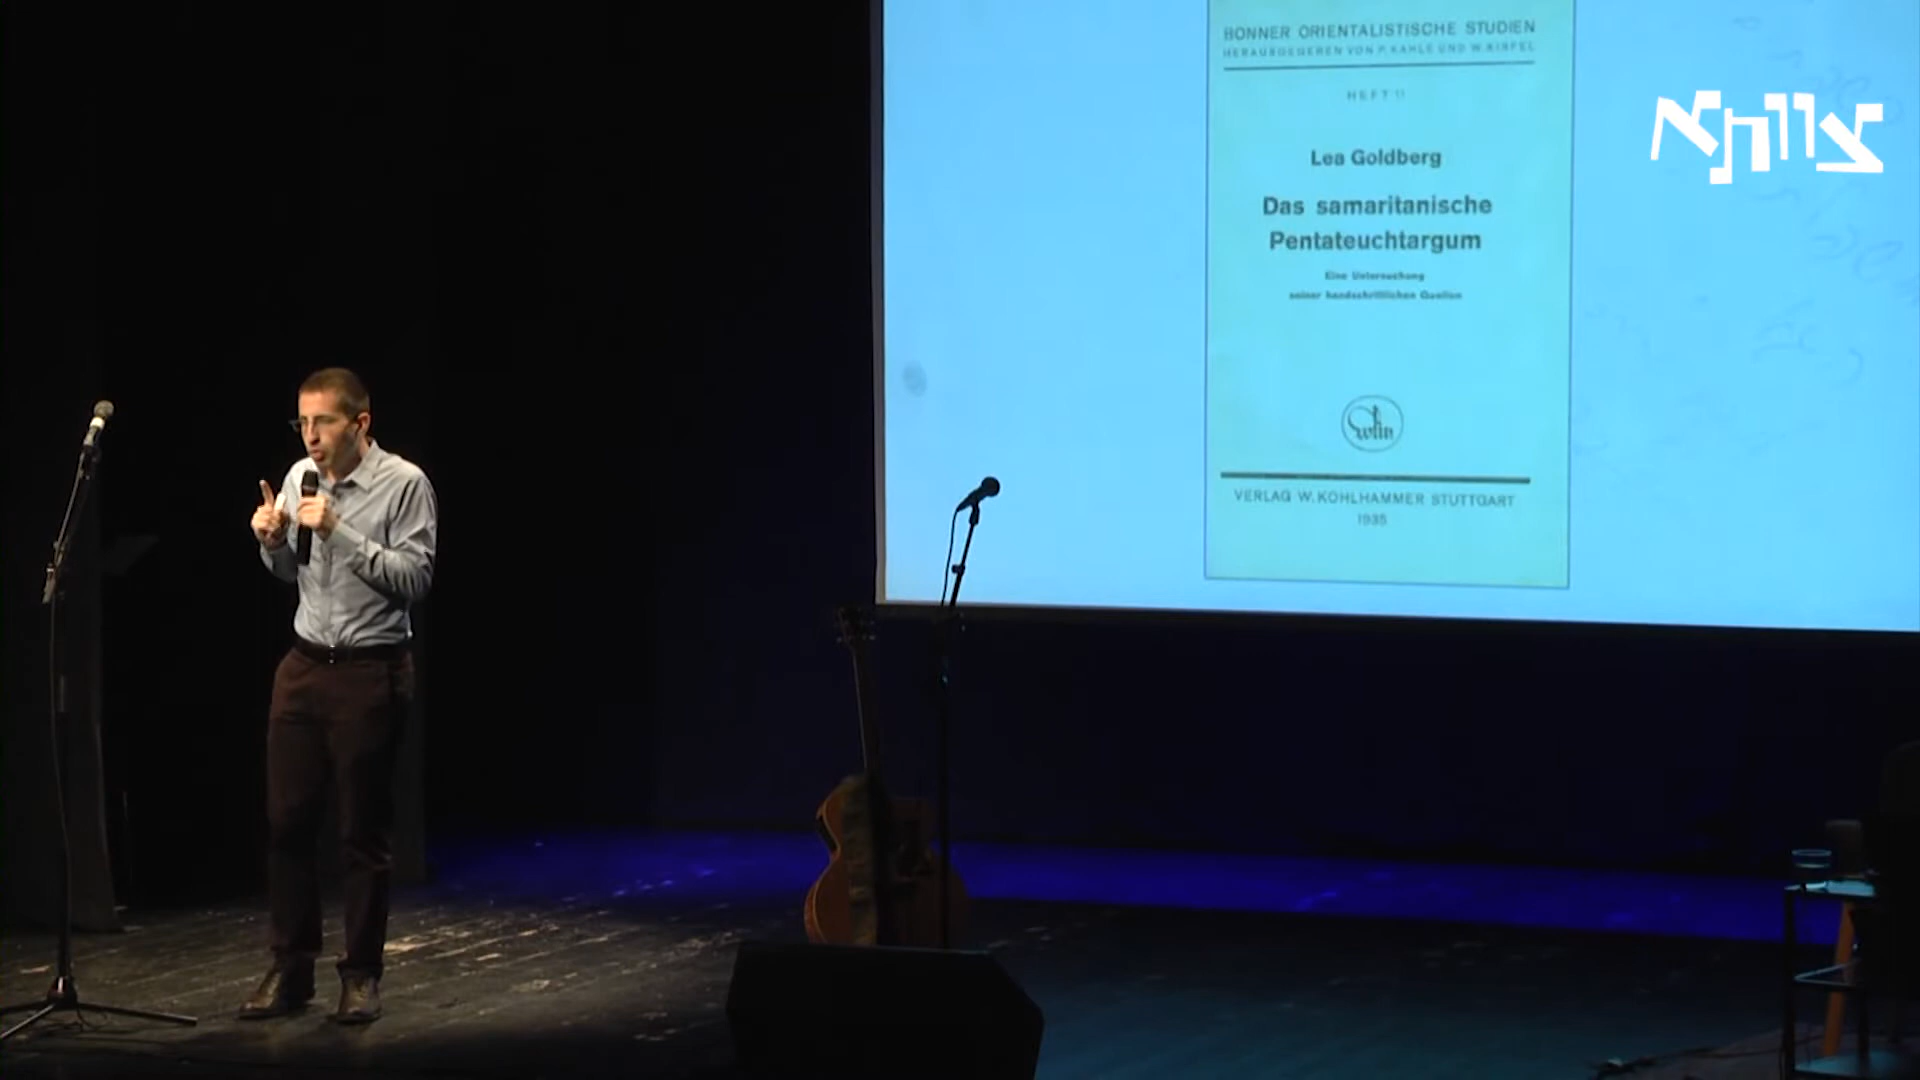 BONNER ORIENTALISTISCHE STUDIEN
HERAUSGEGEBEN VON P. KAHLE UND W. KIRFEL
HEFT 11
Lea Goldberg
Das samaritanische
Pentateuchtargum
Eine Untersuchung
seiner handschriftlichen Quellen
VERLAG W. KOHLHAMMER STUTTGART
1935
צוותא